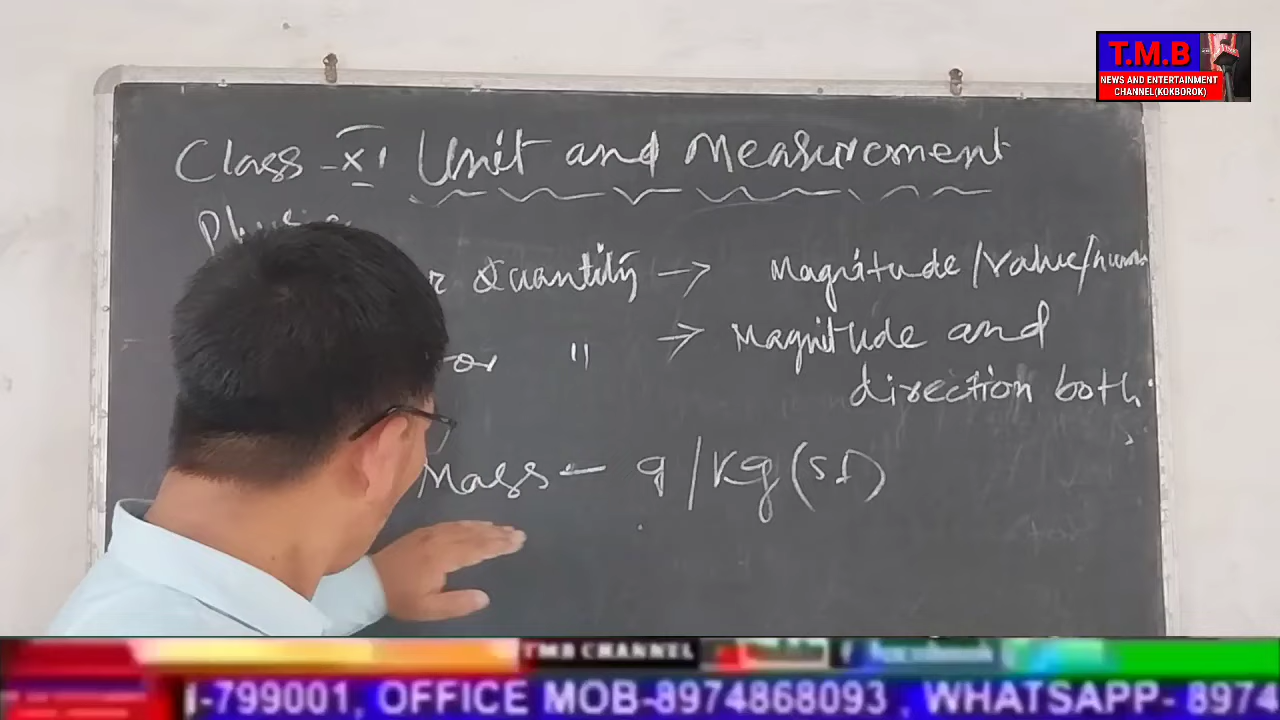 T.M.B
NEWS AND ENTERTAINMENT
CHANNEL(KOKBOROK)
Class - XI Unit and Measurement
Quantity → Magnitude/Value/
or " → Magnitude and
direction both.
Mass - g/Kg(SI)
TMB CHANNEL
I-799001, OFFICE MOB-8974868093 , WHATSAPP- 8974